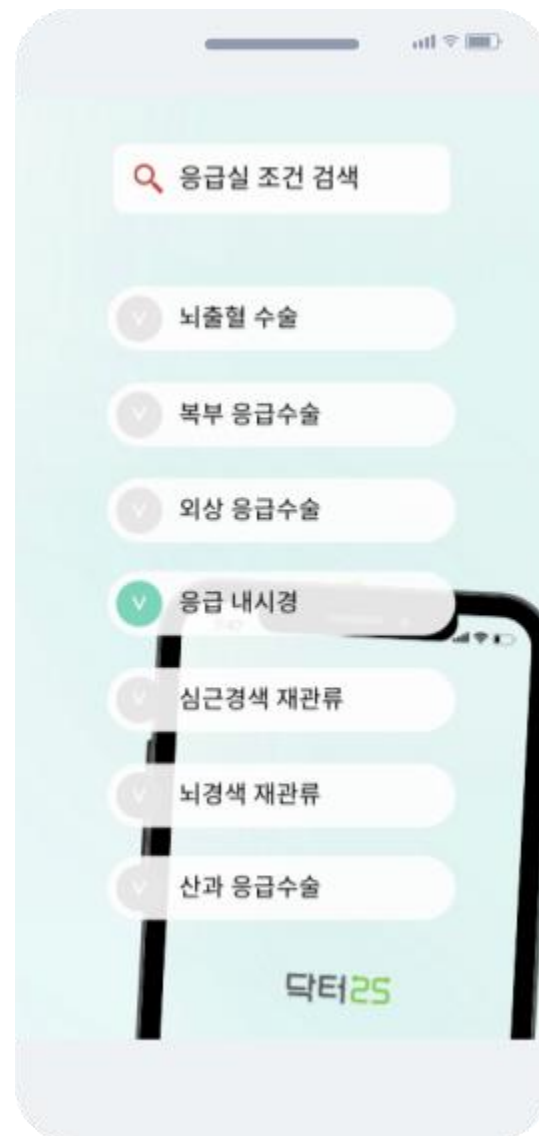 응급실 조건 검색
뇌출혈 수술
복부 응급수술
외상 응급수술
응급 내시경
심근경색 재관류
뇌경색 재관류
산과 응급수술
닥터25